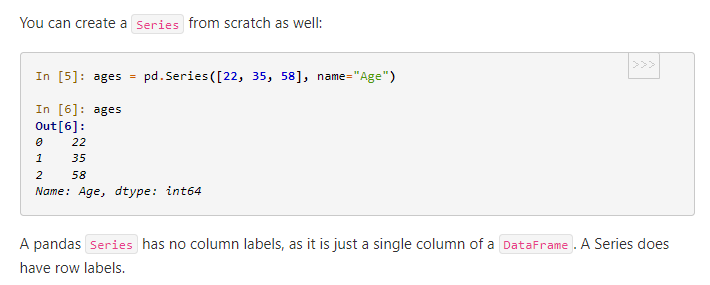 You can create a Series from scratch as well:
>>>
In [5]: ages = pd.Series([22, 35, 58], name="Age")
In [6]: ages
Out[6]:
0    22
1    35
2    58
Name: Age, dtype: int64
A pandas Series has no column labels, as it is just a single column of a DataFrame. A Series does
have row labels.